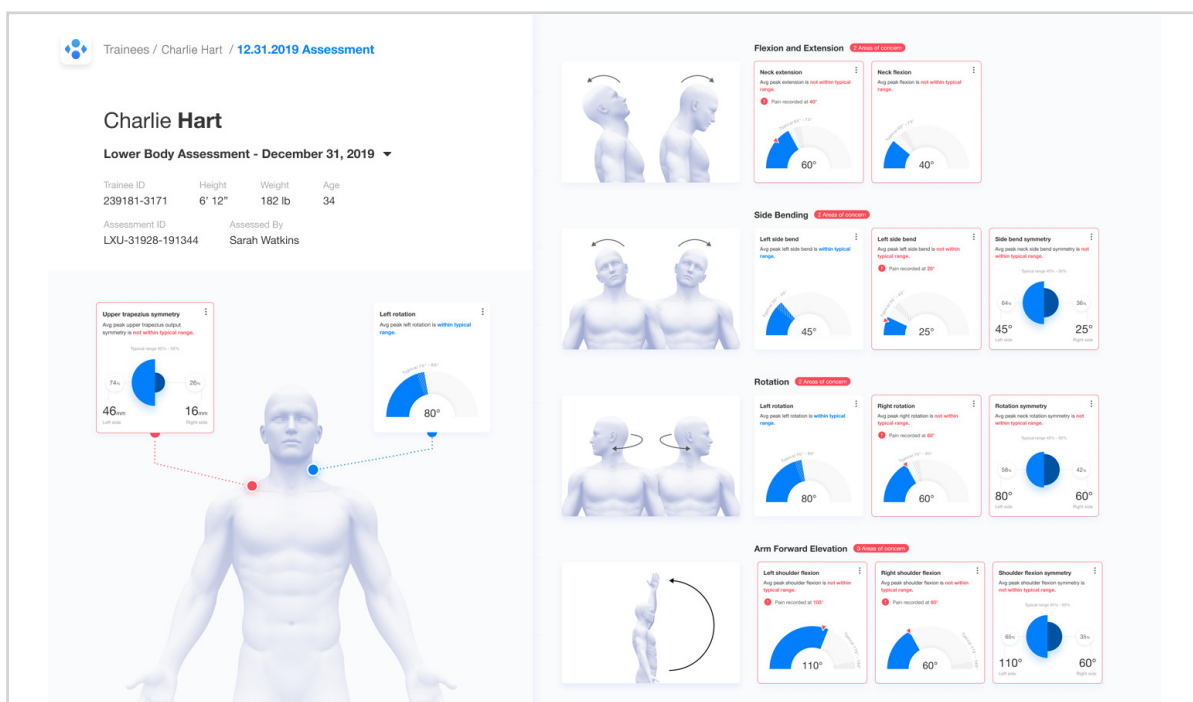 Trainees / Charlie Hart / 12.31.2019 Assessment
Charlie Hart
Lower Body Assessment - December 31, 2019
Trainee ID Height Weight Age
239181-3171 6' 12" 182 lb 34
Assessment ID Assessed By
LXU-31928-191344 Sarah Watkins
Upper trapezius symmetry
Avg peak upper trapezius output
symmetry is not within typical range.
74% 26%
46mm 16mm
Left side Right side
Left rotation
Avg peak left rotation is within typical
range.
80°
Flexion and Extension 2 Areas of concern
Neck extension
Avg peak extension is not within typical
range.
Pain recorded at 40°
60°
Neck flexion
Avg peak flexion is not within typical
range.
40°
Side Bending 2 Areas of concern
Left side bend
Avg peak left side bend is within typical
range.
45°
Left side bend
Avg peak left side bend is not within
typical range.
Pain recorded at 20°
25°
Side bend symmetry
Avg peak neck side bend symmetry is not
within typical range.
64% 36%
45° 25°
Left side Right side
Rotation 2 Areas of concern
Left rotation
Avg peak left rotation is within typical
range.
80°
Right rotation
Avg peak right rotation is not within
typical range.
60°
Rotation symmetry
Avg peak neck rotation symmetry is not
within typical range.
58% 42%
80° 60°
Left side Right side
Arm Forward Elevation 3 Areas of concern
Left shoulder flexion
Avg peak shoulder flexion is not within
typical range.
Pain recorded at 100°
110°
Right shoulder flexion
Avg peak shoulder flexion is not within
typical range.
Pain recorded at 60°
60°
Shoulder flexion symmetry
Avg peak shoulder flexion symmetry is
not within typical range.
65% 35%
110° 60°
Left side Right side